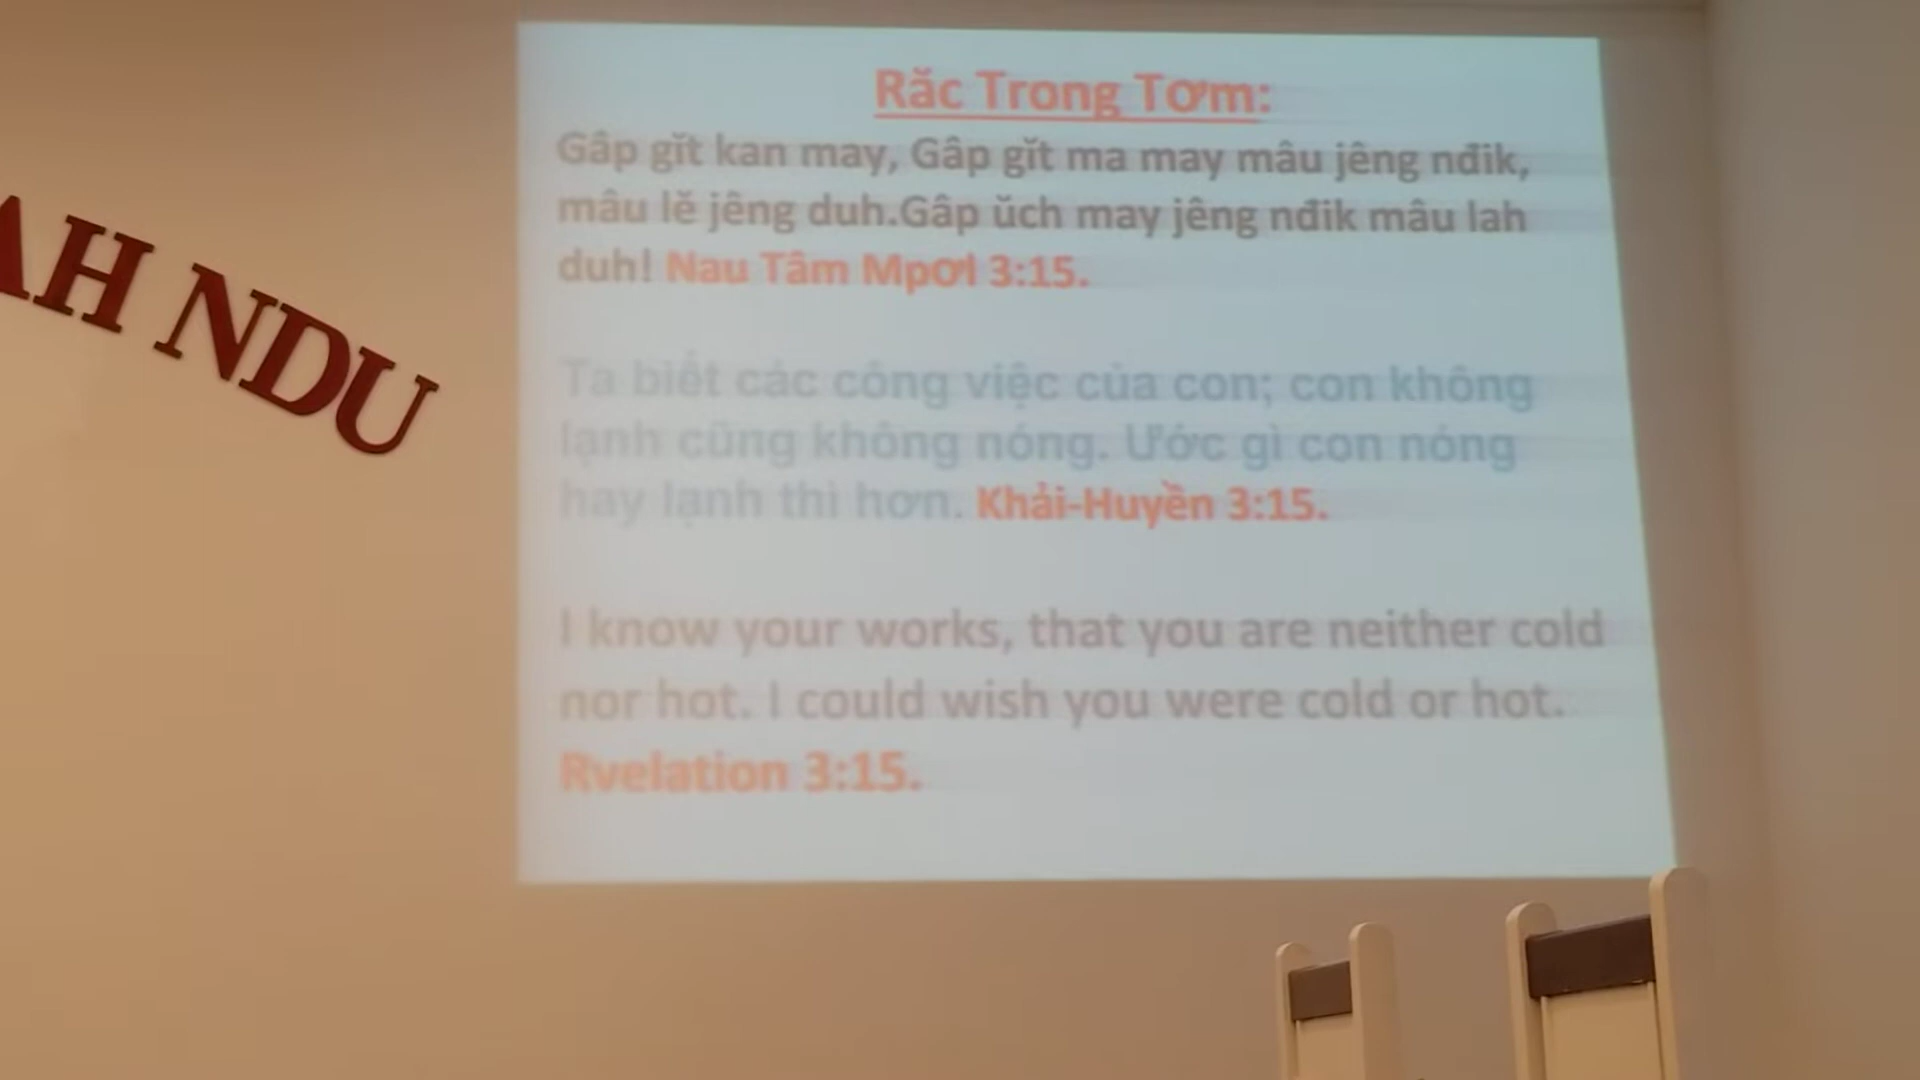 AH NDU
Răc Trong Tơm:
Gâp gĭt kan may, Gâp gĭt ma may mâu jêng nđik,
mâu lĕ jêng duh.Gâp ŭch may jêng nđik mâu lah
duh! Nau Tâm Mpơl 3:15.
Ta biết các công việc của con; con không
lạnh cũng không nóng. Ước gì con nóng
hay lạnh thì hơn. Khải-Huyền 3:15.
I know your works, that you are neither cold
nor hot. I could wish you were cold or hot.
Rvelation 3:15.